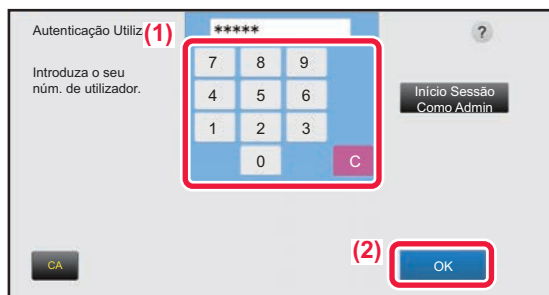 Autenticação Utiliz
(1)
*****
?
Introduza o seu
núm. de utilizador.
7 8 9
4 5 6
1 2 3
0 C
Início Sessão
Como Admin
(2)
CA
OK